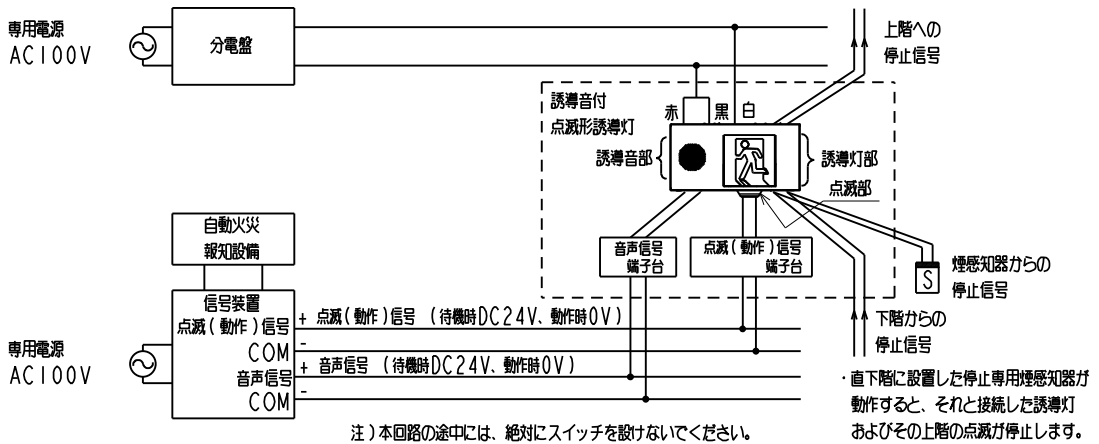 専用電源
AC100V
分電盤
上階への
停止信号
誘導音付
点滅形誘導灯
赤 黒 白
誘導音部
誘導灯部
点滅部
自動火災
報知設備
音声信号
端子台
点滅(動作)信号
端子台
S
煙感知器からの
停止信号
信号装置
点滅(動作)信号
+ 点滅(動作)信号 (待機時DC24V、動作時0V)
COM
-
下階からの
停止信号
専用電源
AC100V
音声信号
+ 音声信号 (待機時DC24V、動作時0V)
COM
-
・直下階に設置した停止専用煙感知器が
動作すると、それと接続した誘導灯
およびその上階の点滅が停止します。
注)本回路の途中には、絶対にスイッチを設けないでください。